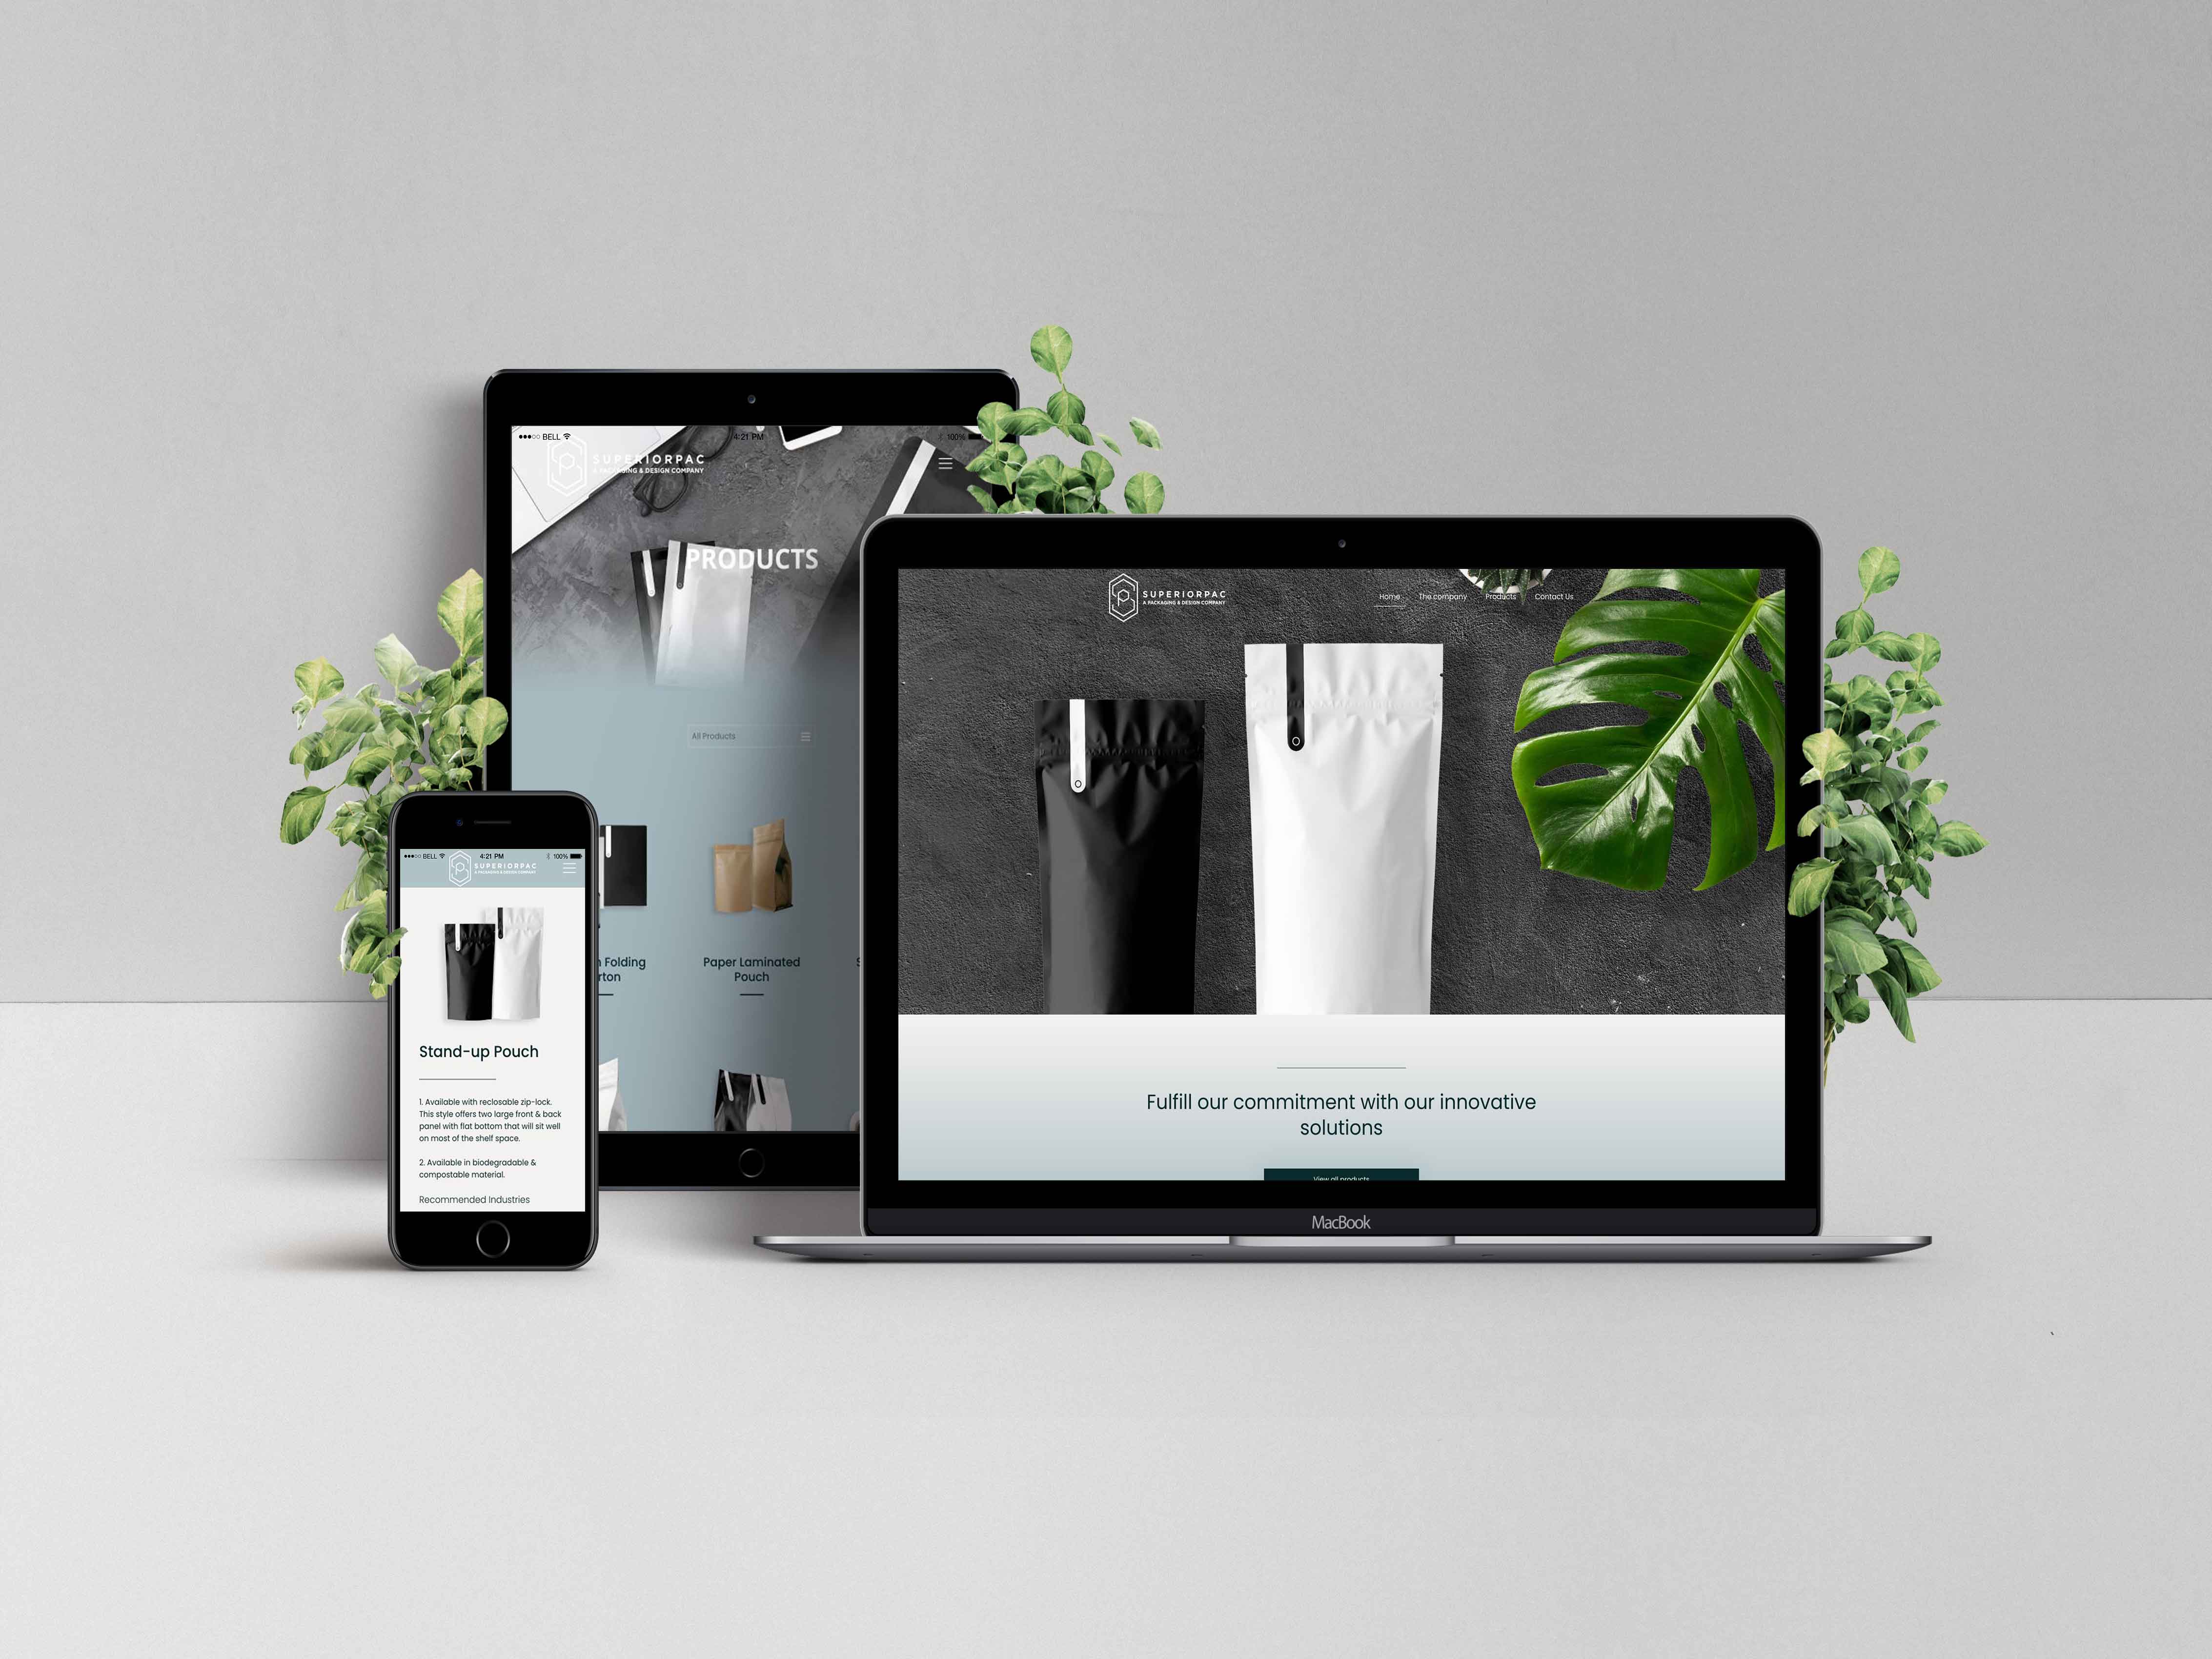 BELL
4:21 PM
100%
SUPERIORPAC
A PACKAGING & DESIGN COMPANY
PRODUCTS
All Products
Folding
Paper Laminated
Pouch
BELL
4:21 PM
100%
SUPERIORPAC
A PACKAGING & DESIGN COMPANY
Stand-up Pouch
1. Available with reclosable zip-lock.
This style offers two large front & back
panel with flat bottom that will sit well
on most of the shelf space.
2. Available in biodegradable &
compostable material.
Recommended Industries
SUPERIORPAC
A PACKAGING & DESIGN COMPANY
Home The company Products Contact Us
Fulfill our commitment with our innovative
solutions
View all products
MacBook